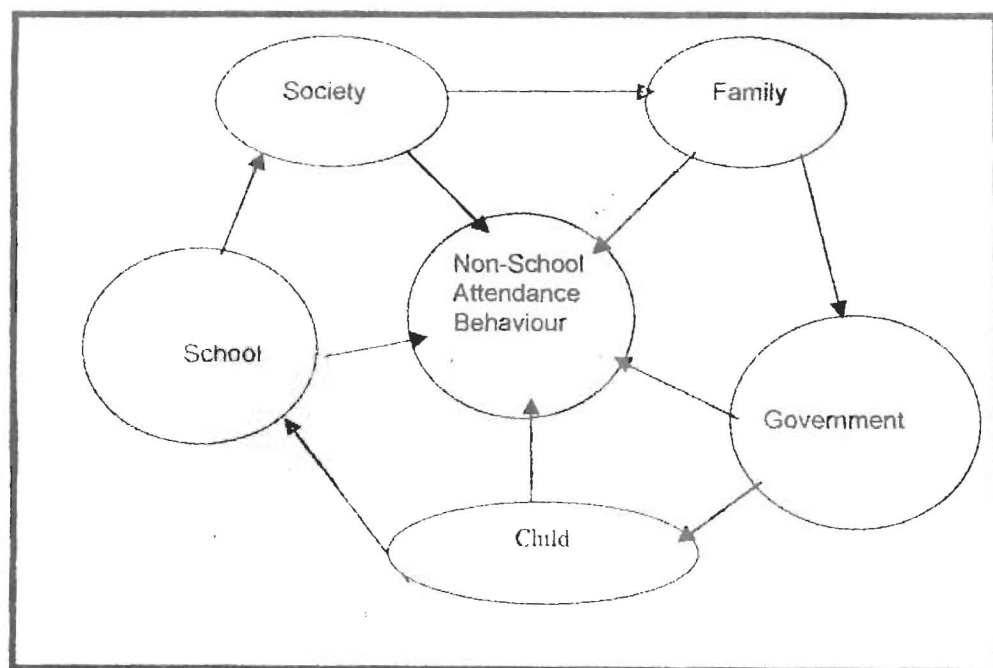 Society
Family
Non-School
Attendance
Behaviour
School
Government
Child